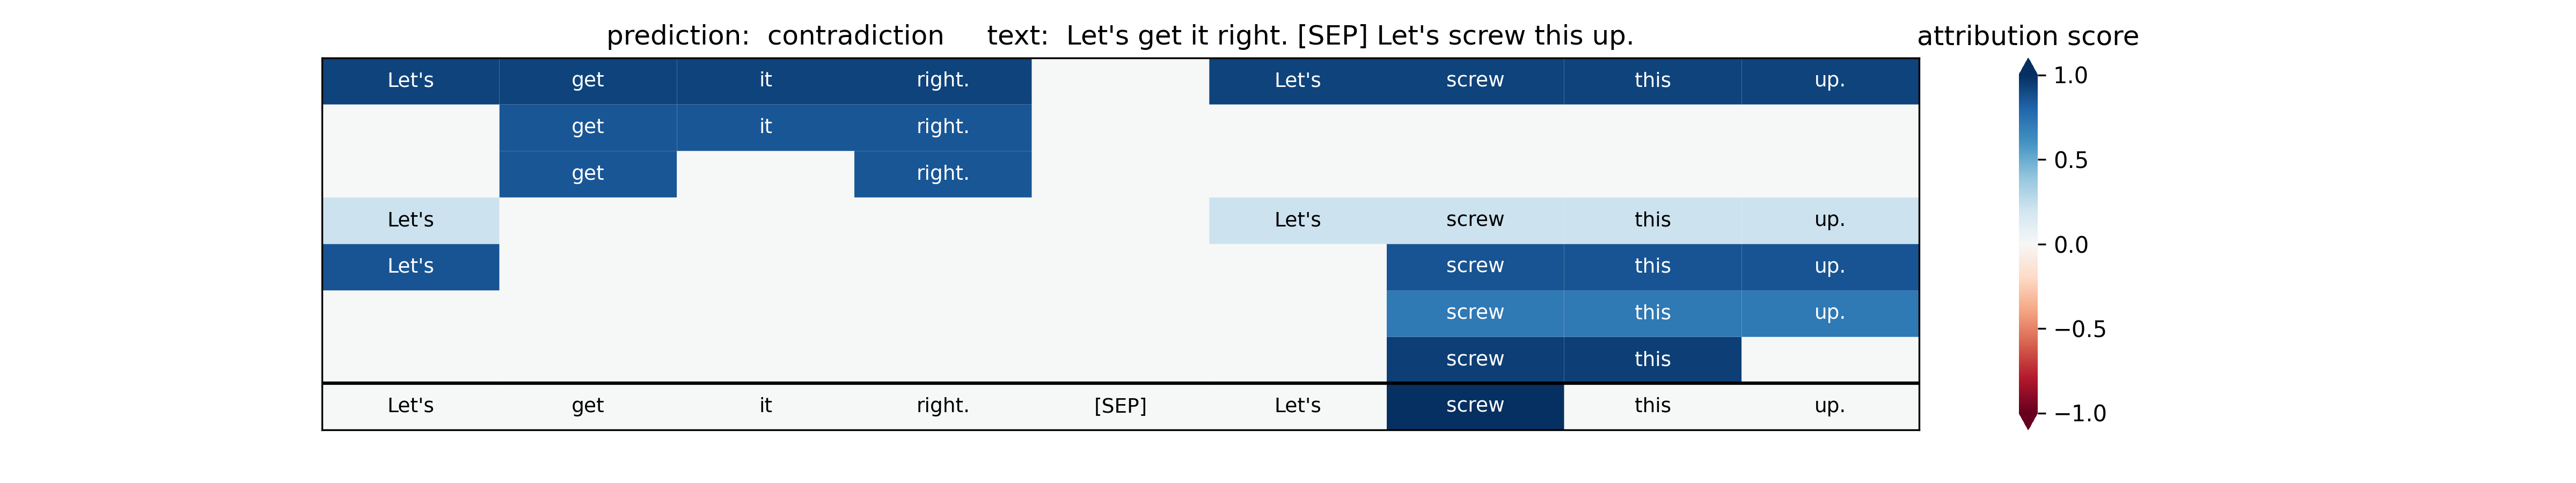 prediction:  contradiction     text:  Let's get it right. [SEP] Let's screw this up.
attribution score
Let's get it right. Let's screw this up.
get it right.
get right.
Let's Let's screw this up.
Let's screw this up.
screw this up.
screw this
Let's get it right. [SEP] Let's screw this up.
1.0
0.5
0.0
−0.5
−1.0